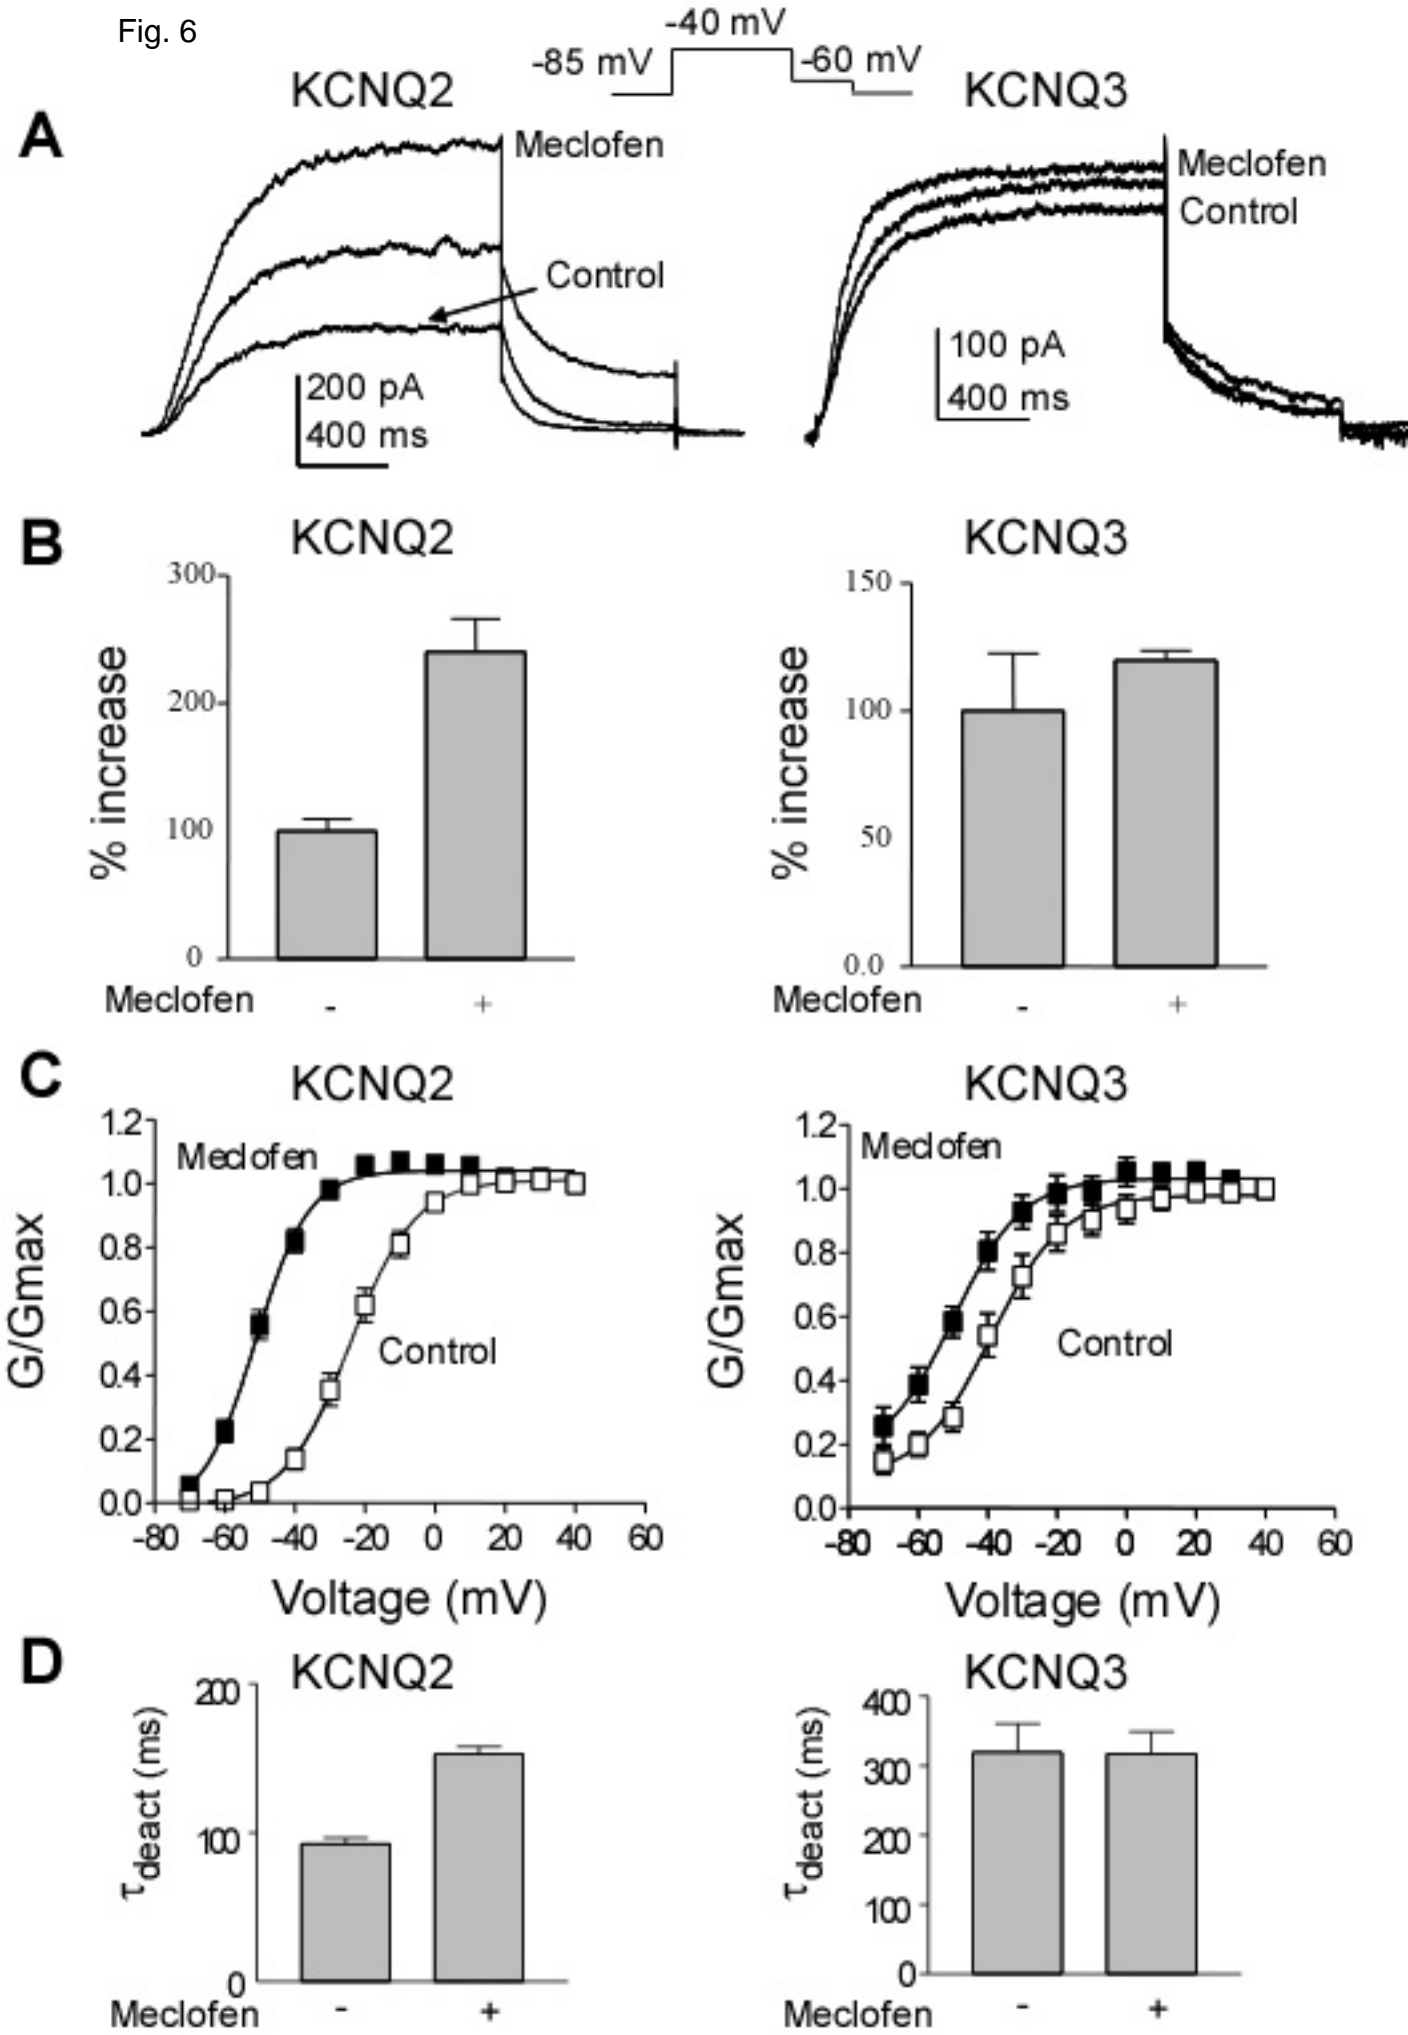 Fig. 6
-40 mV
-85 mV
-60 mV
KCNQ2
KCNQ3
A
Meclofen
Control
200 pA
400 ms
Meclofen
Control
100 pA
400 ms
B
KCNQ2
KCNQ3
% increase
300
200
100
0
Meclofen - +
% increase
150
100
50
0.0
Meclofen - +
C
KCNQ2
KCNQ3
G/Gmax
1.2
1.0
0.8
0.6
0.4
0.2
0.0
Meclofen
Control
-80 -60 -40 -20 0 20 40 60
Voltage (mV)
G/Gmax
1.2
1.0
0.8
0.6
0.4
0.2
0.0
Meclofen
Control
-80 -60 -40 -20 0 20 40 60
Voltage (mV)
D
KCNQ2
KCNQ3
τdeact (ms)
200
100
0
Meclofen - +
τdeact (ms)
400
300
200
100
0
Meclofen - +